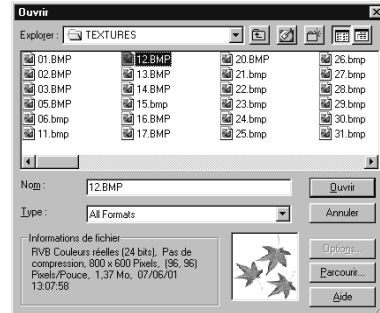 Ouvrir
Explorer : TEXTURES
01.BMP 12.BMP 20.BMP 26.bmp
02.BMP 13.BMP 21.bmp 27.bmp
03.BMP 14.BMP 22.bmp 28.bmp
05.BMP 15.bmp 23.bmp 29.bmp
06.bmp 16.BMP 24.bmp 30.bmp
11.bmp 17.BMP 25.bmp 31.bmp
Nom : 12.BMP Ouvrir
Type : All Formats Annuler
Informations de fichier
RVB Couleurs réelles (24 bits), Pas de
compression, 800 x 600 Pixels, (96, 96)
Pixels/Pouce, 1,37 Mo, 07/06/01
13:07:58
Options...
Parcourir...
Aide